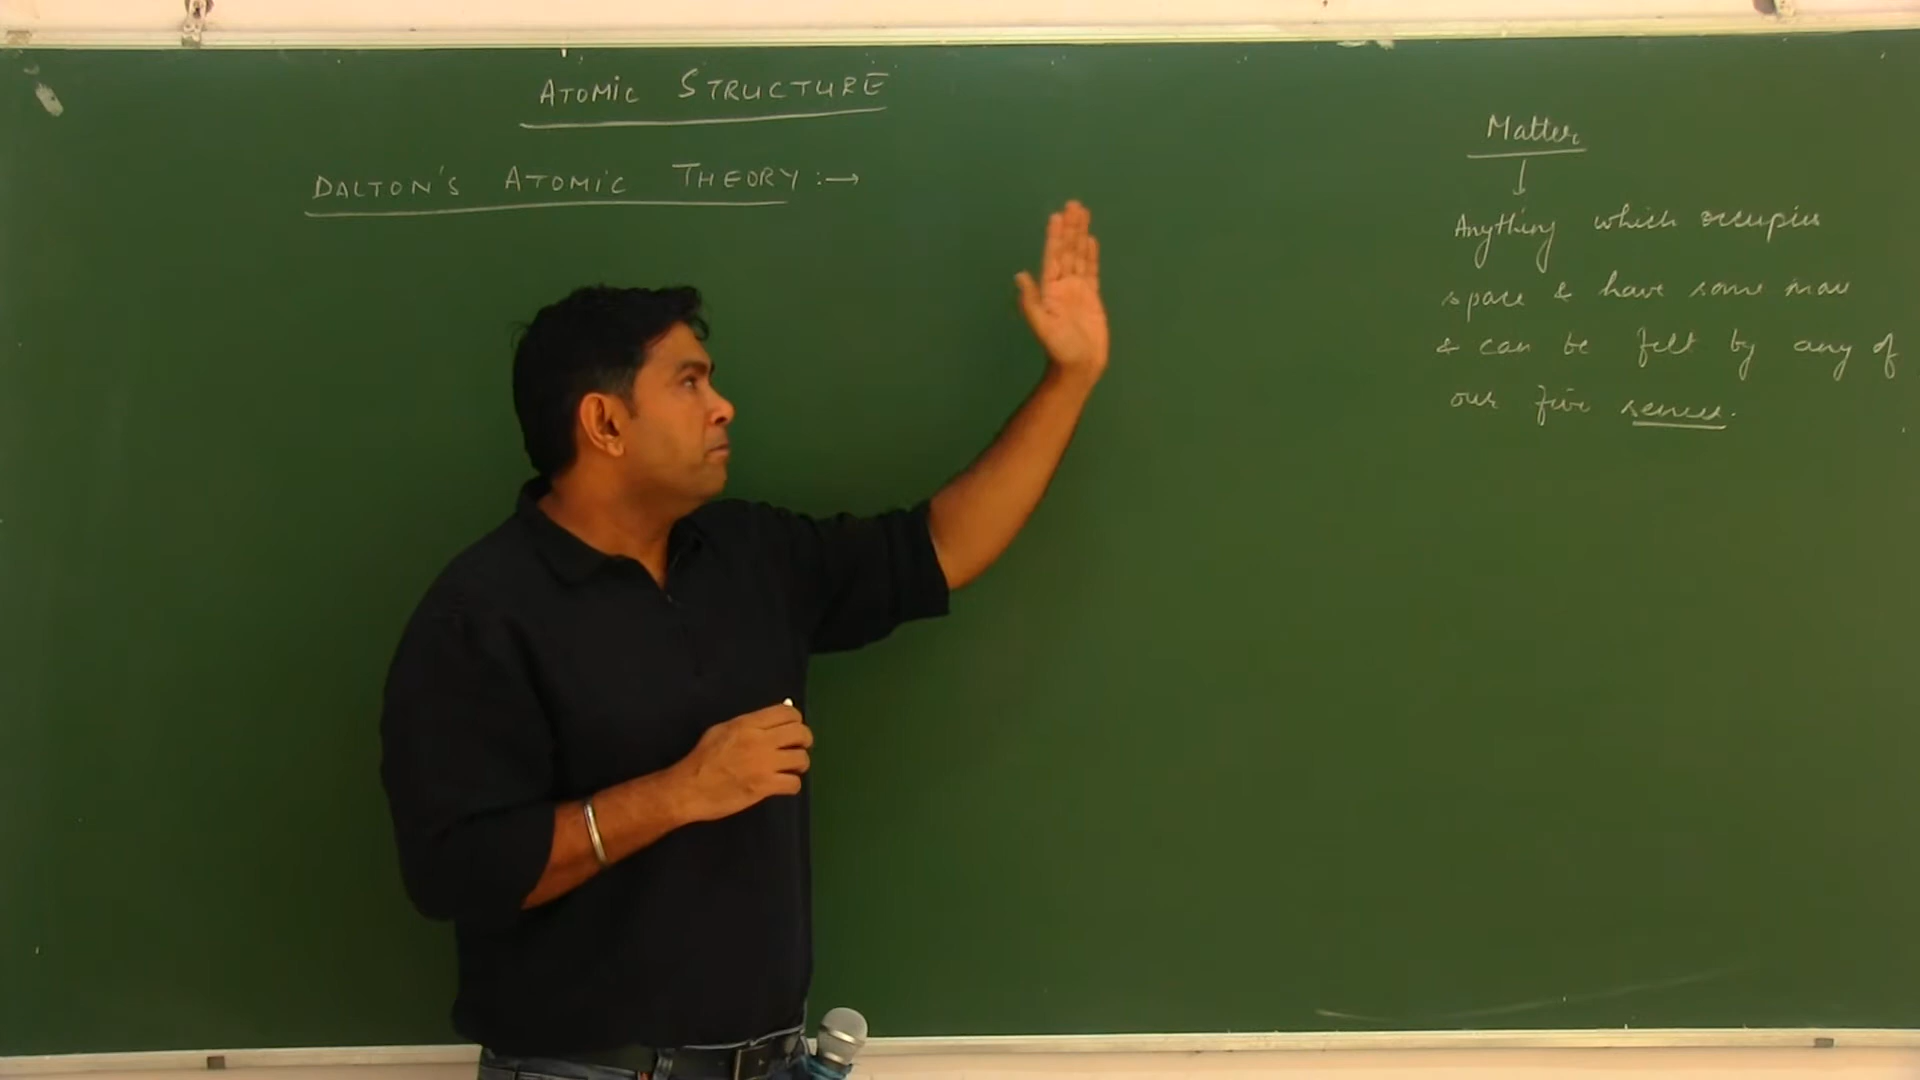 ATOMIC STRUCTURE
DALTON'S ATOMIC THEORY :→
Matter
↓
Anything which occupies
space & have some mass
& can be felt by any of
our five senses.